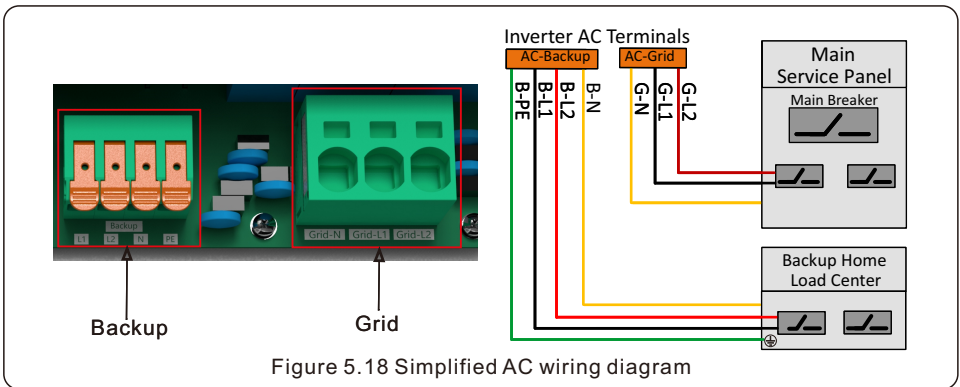 Inverter AC Terminals
AC-Backup
AC-Grid
B-PE
B-L1
B-L2
B-N
G-N
G-L1
G-L2
Main
Service Panel
Main Breaker
Backup
L1 L2 N PE
Grid-N Grid-L1 Grid-L2
Backup
Grid
Backup Home
Load Center
Figure 5.18 Simplified AC wiring diagram